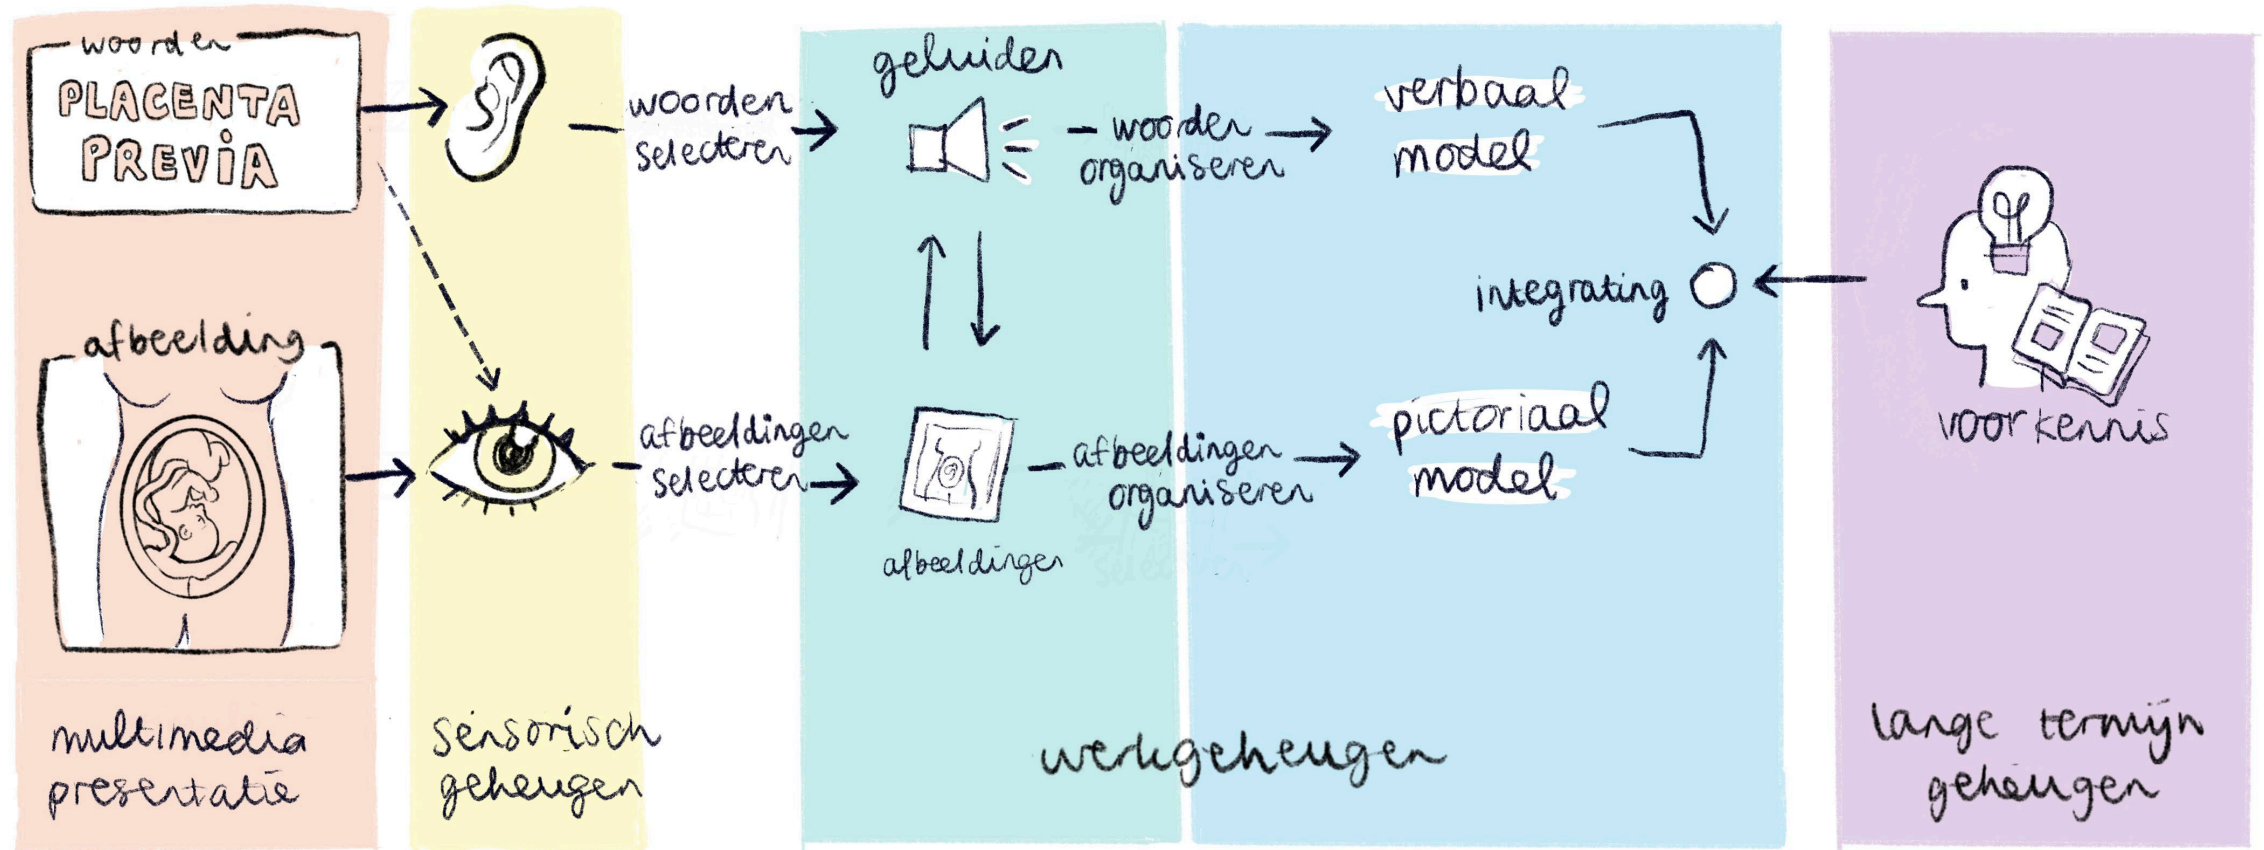 woorden
PLACENTA
PREViA
afbeelding
multimedia
presentatie
sensorisch
geheugen
woorden
selecteren
afbeeldingen
selecteren
geluiden
afbeeldingen
woorden
organiseren
afbeeldingen
organiseren
verbaal
model
integrating
pictoriaal
model
werkgeheugen
voorkennis
lange termijn
geheugen